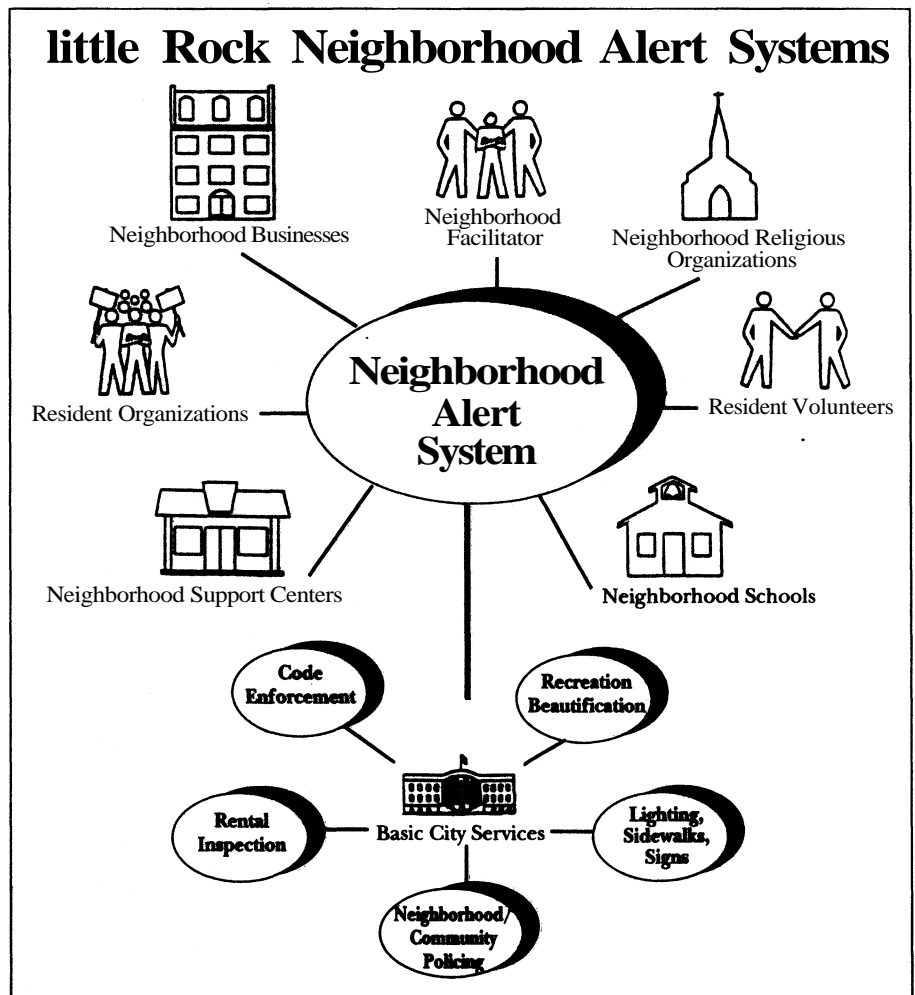 little Rock Neighborhood Alert Systems
Neighborhood Businesses
Neighborhood
Facilitator
Neighborhood Religious
Organizations
Resident Organizations
Neighborhood
Alert
System
Resident Volunteers
Neighborhood Support Centers
Neighborhood Schools
Code
Enforcement
Recreation
Beautification
Rental
Inspection
Basic City Services
Lighting,
Sidewalks,
Signs
Neighborhood/
Community
Policing